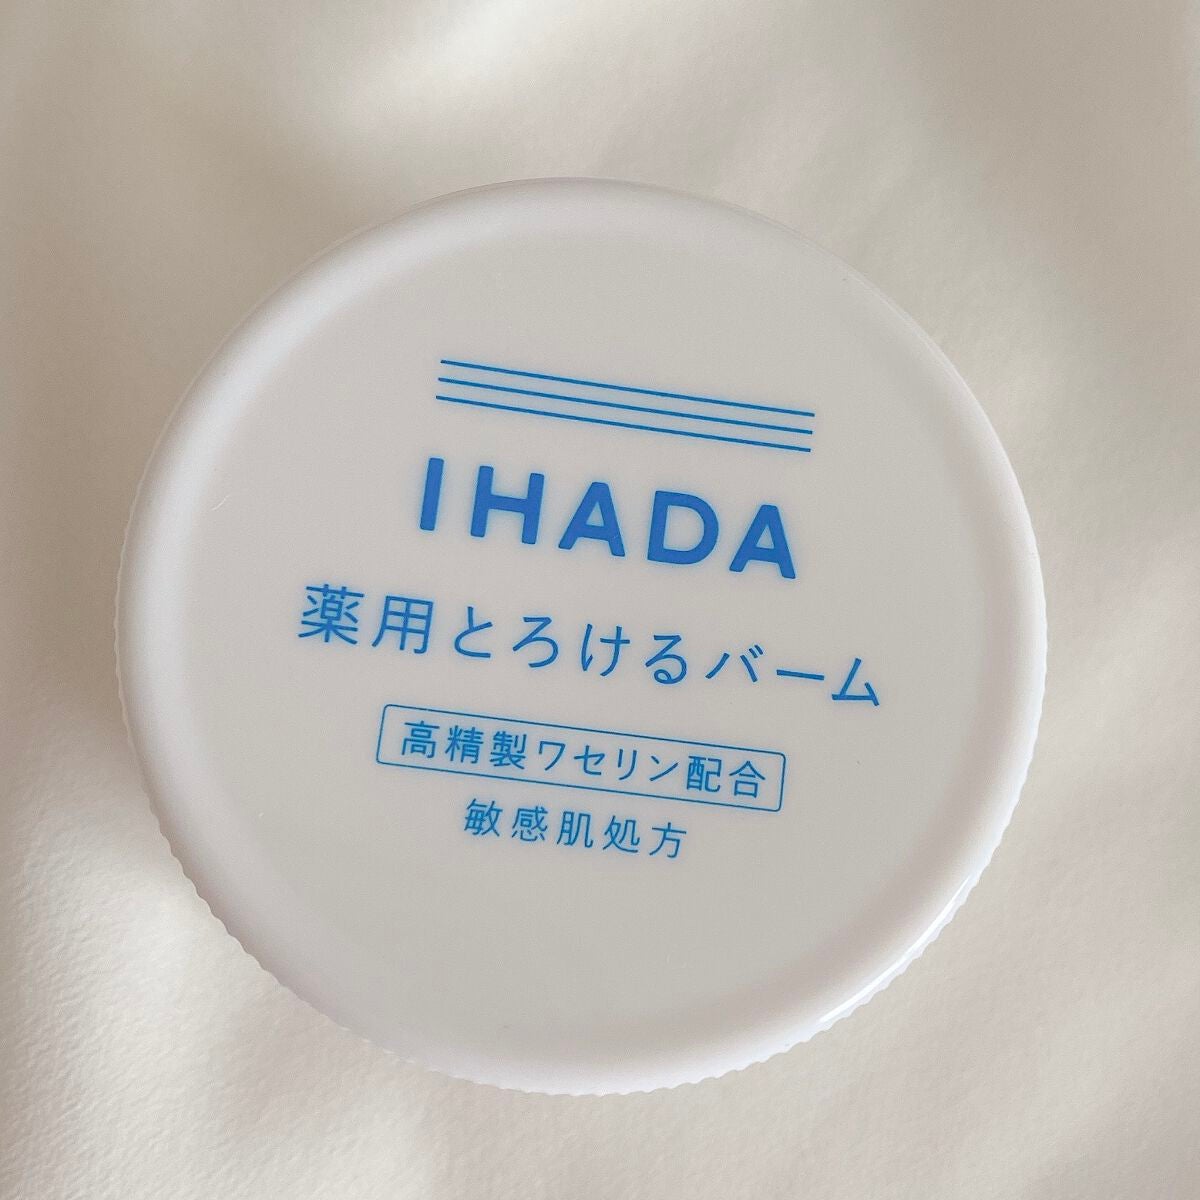 IHADA
薬用とろけるバーム
高精製ワセリン配合
敏感肌処方